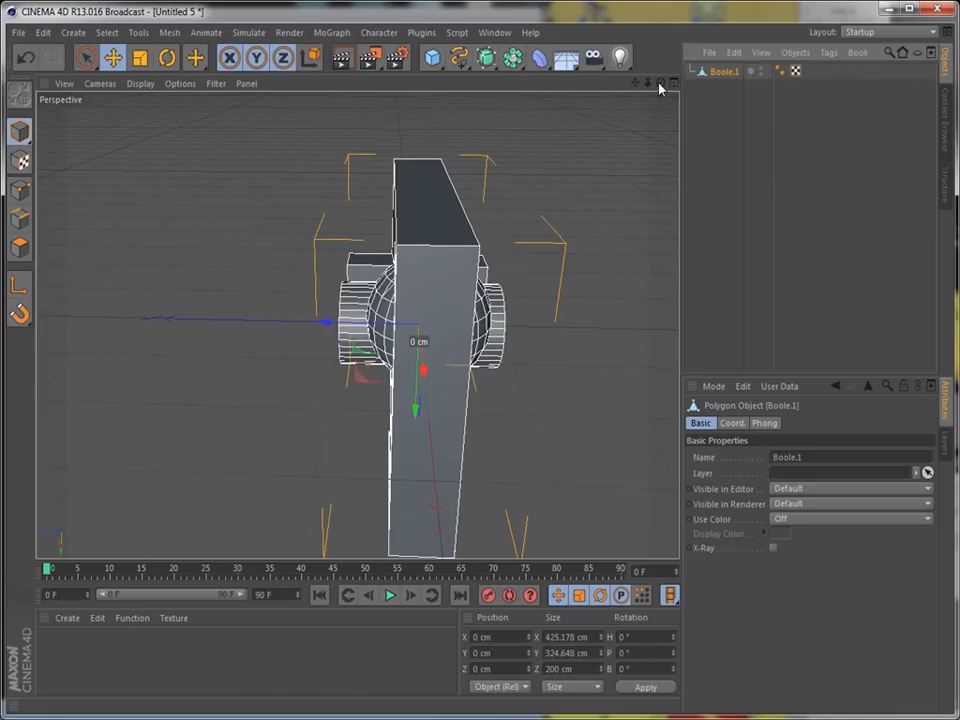 CINEMA 4D R13.016 Broadcast - [Untitled 5 *]
File Edit Create Select Tools Mesh Animate Simulate Render MoGraph Character Plugins Script Window Help Layout: Startup
View Cameras Display Options Filter Panel
Perspective
0 cm
File Edit View Objects Tags Book
Boole.1
Objects
Content Browser
Structure
Mode Edit User Data
Polygon Object [Boole.1]
Basic Coord. Phong
Basic Properties
Name Boole.1
Layer
Visible in Editor Default
Visible in Renderer Default
Use Color Off
Display Color
X-Ray
Attributes
Layers
0 5 10 15 20 25 30 35 40 45 50 55 60 65 70 75 80 85 90 0 F
0 F 0 F 90 F 90 F
Create Edit Function Texture
Position Size Rotation
X 0 cm X 425.178 cm H 0 °
Y 0 cm Y 324.648 cm P 0 °
Z 0 cm Z 200 cm B 0 °
Object (Rel) Size Apply
MAXON
CINEMA 4D